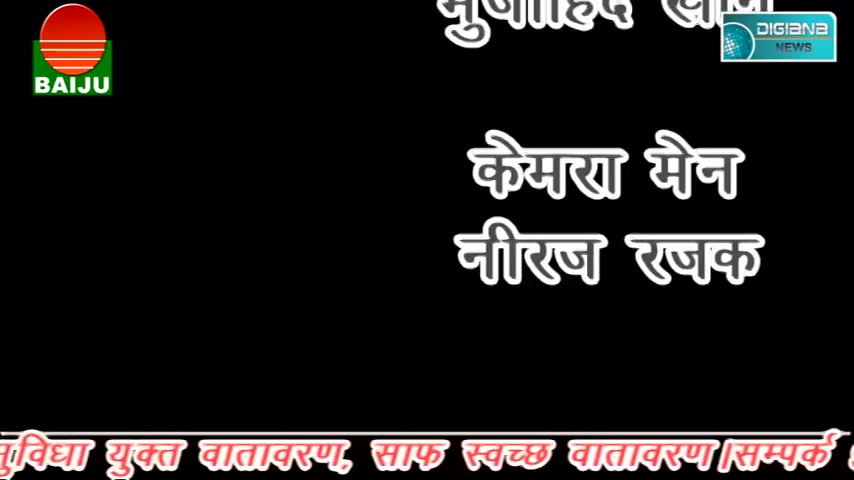 मुजाहिद
DIGIANA
NEWS
BAIJU
केमरा मेन
नीरज रजक
सुविधा युक्त वातावरण, साफ स्वच्छ वातावरण|सम्पर्क